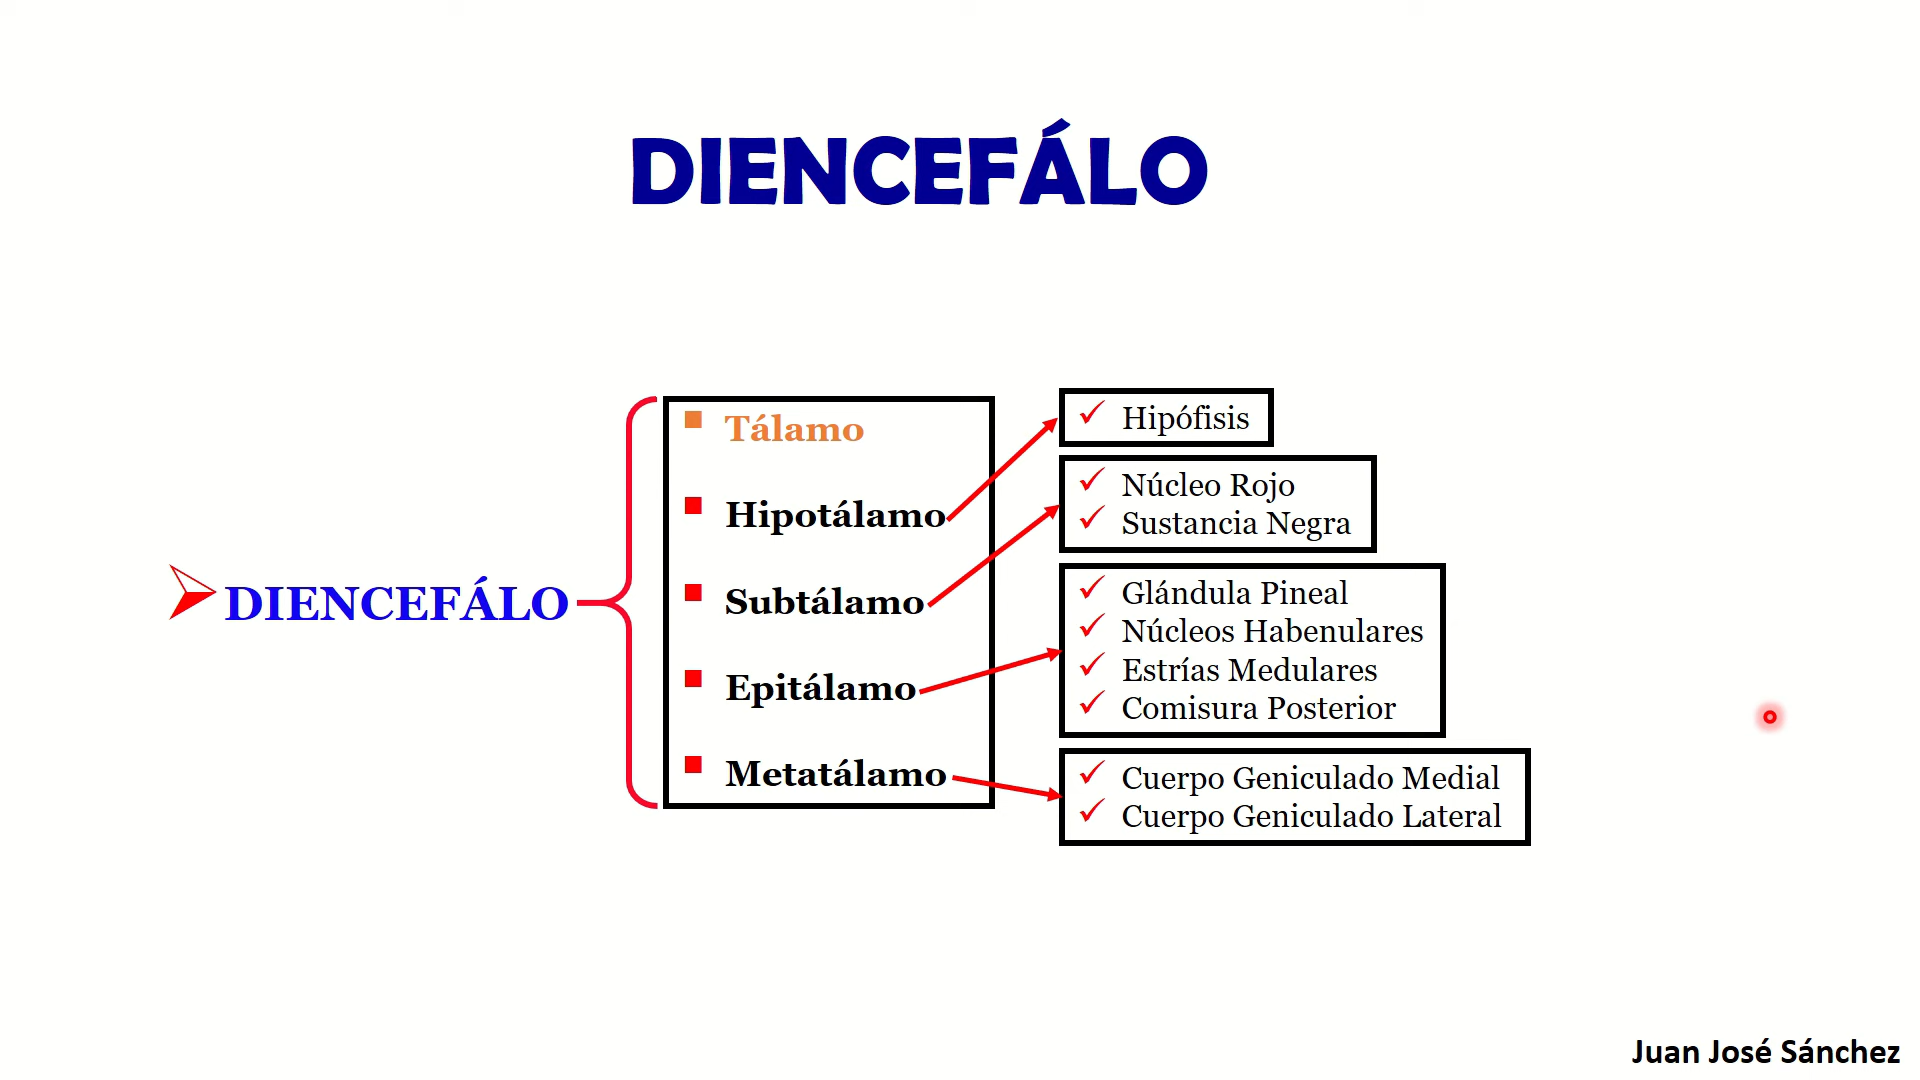 DIENCEFÁLO
DIENCEFÁLO
Tálamo
Hipotálamo
Subtálamo
Epitálamo
Metatálamo
Hipófisis
Núcleo Rojo
Sustancia Negra
Glándula Pineal
Núcleos Habenulares
Estrías Medulares
Comisura Posterior
Cuerpo Geniculado Medial
Cuerpo Geniculado Lateral
Juan José Sánchez